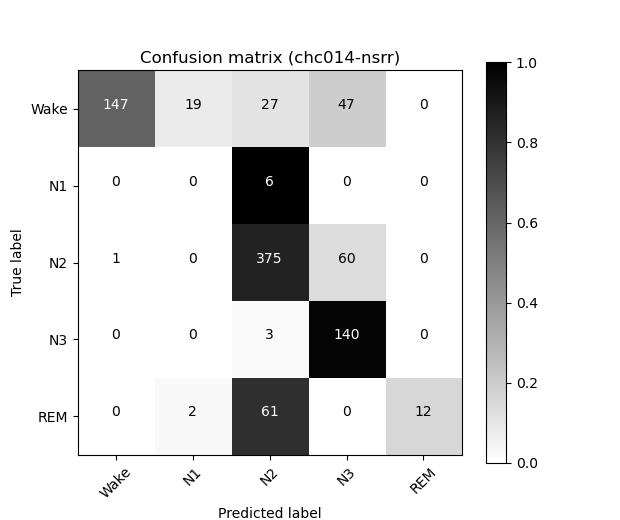 Confusion matrix (chc014-nsrr)
Wake 147 19 27 47 0
N1 0 0 6 0 0
N2 1 0 375 60 0
N3 0 0 3 140 0
REM 0 2 61 0 12
Wake N1 N2 N3 REM
Predicted label
True label
1.0
0.8
0.6
0.4
0.2
0.0